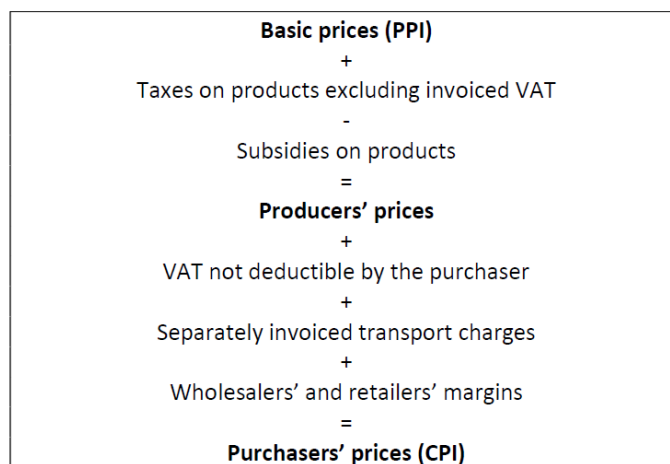 Basic prices (PPI)
+
Taxes on products excluding invoiced VAT
-
Subsidies on products
=
Producers’ prices
+
VAT not deductible by the purchaser
+
Separately invoiced transport charges
+
Wholesalers’ and retailers’ margins
=
Purchasers’ prices (CPI)